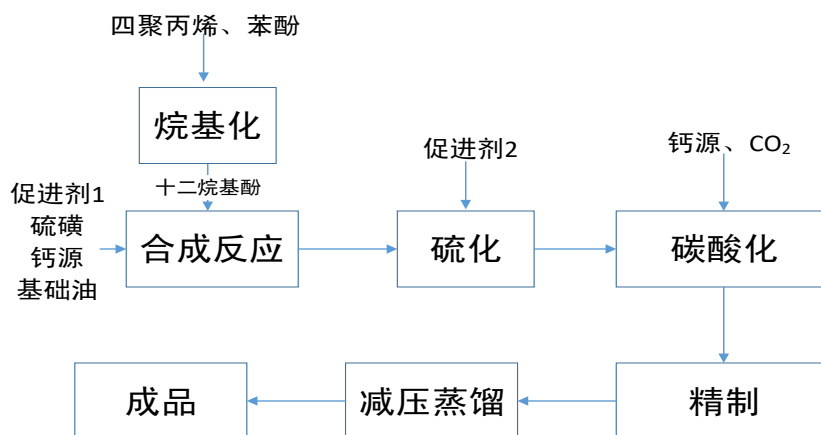 四聚丙烯、苯酚
烷基化
十二烷基酚
促进剂1
硫磺
钙源
基础油
合成反应
促进剂2
硫化
钙源、CO₂
碳酸化
精制
减压蒸馏
成品